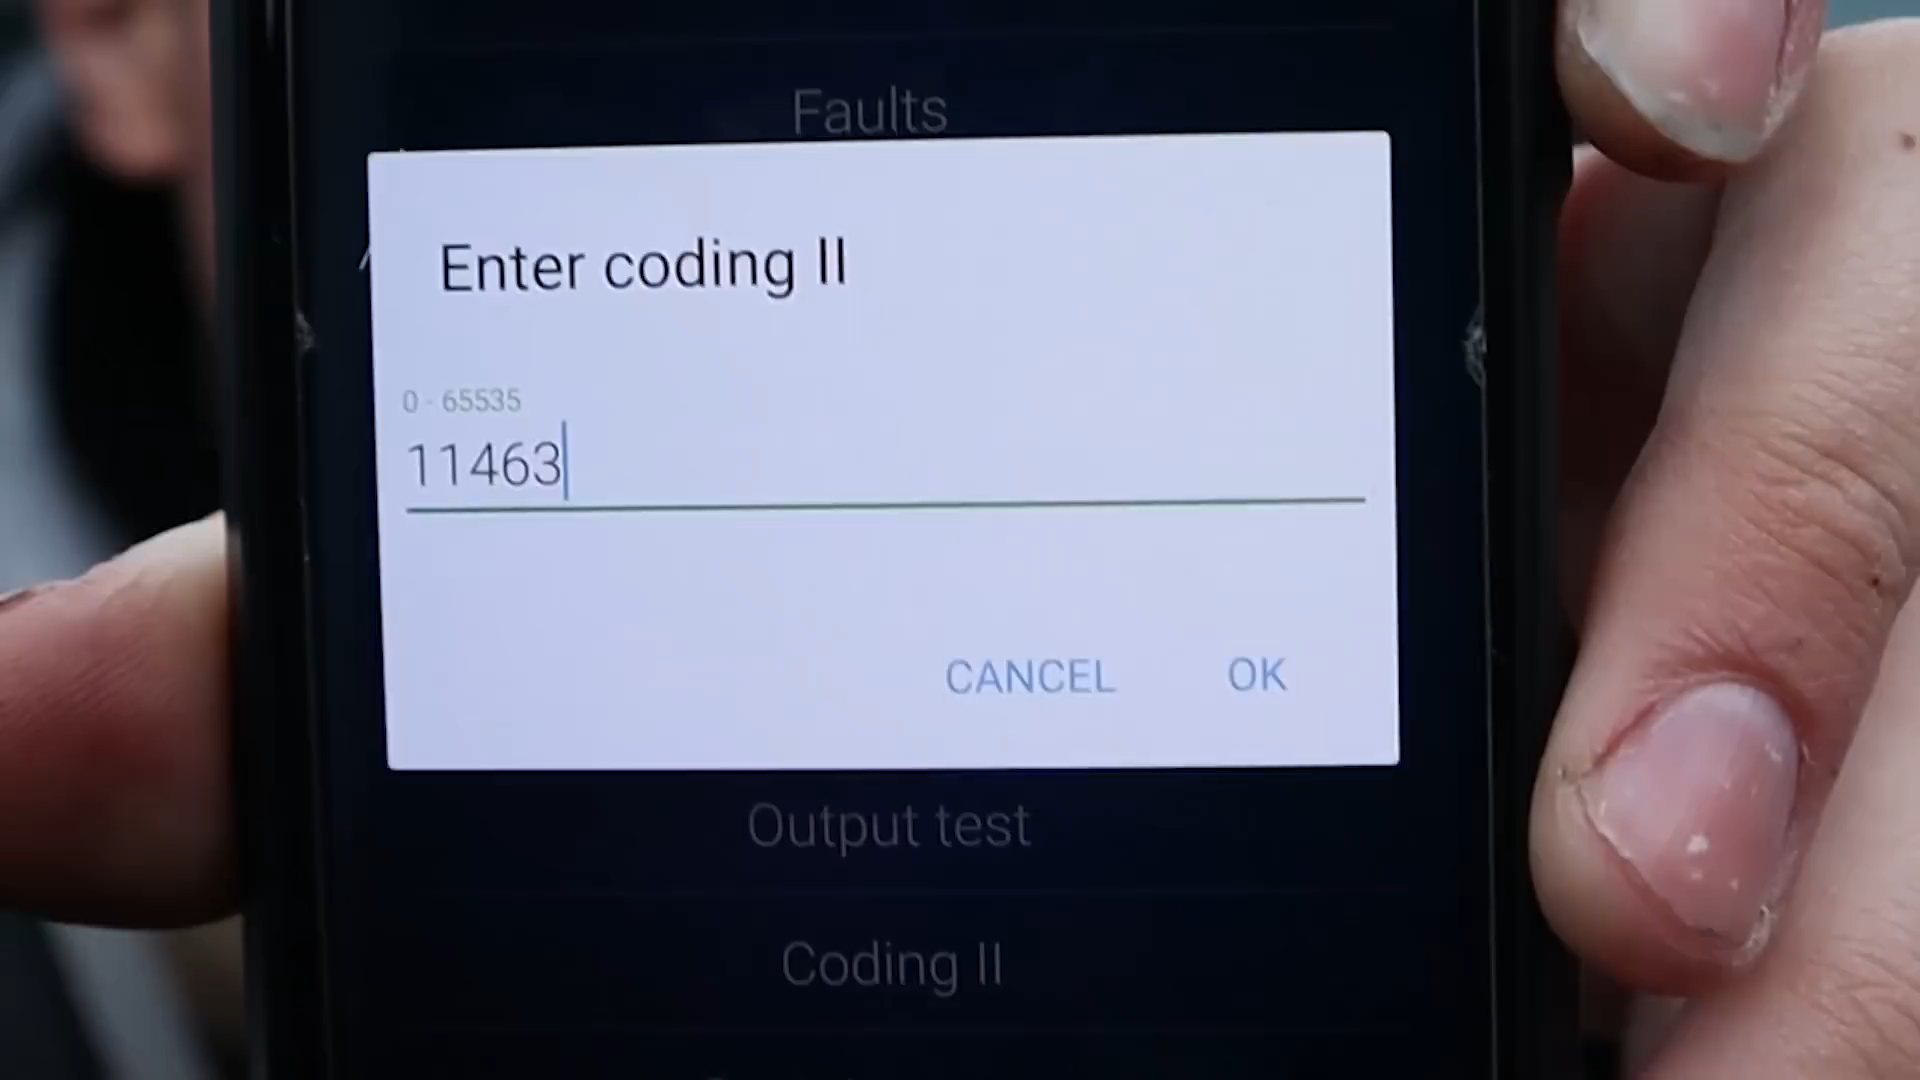 Faults
Enter coding II
0 - 65535
11463
CANCEL OK
Output test
Coding II